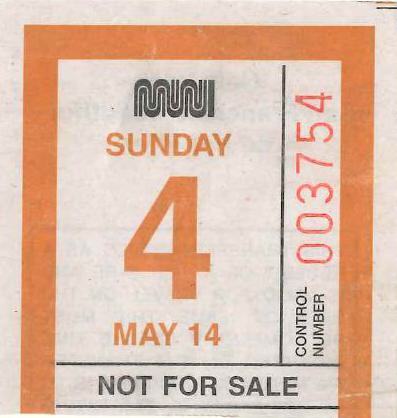 MUNI
SUNDAY
4
MAY 14
CONTROL
NUMBER
003754
NOT FOR SALE